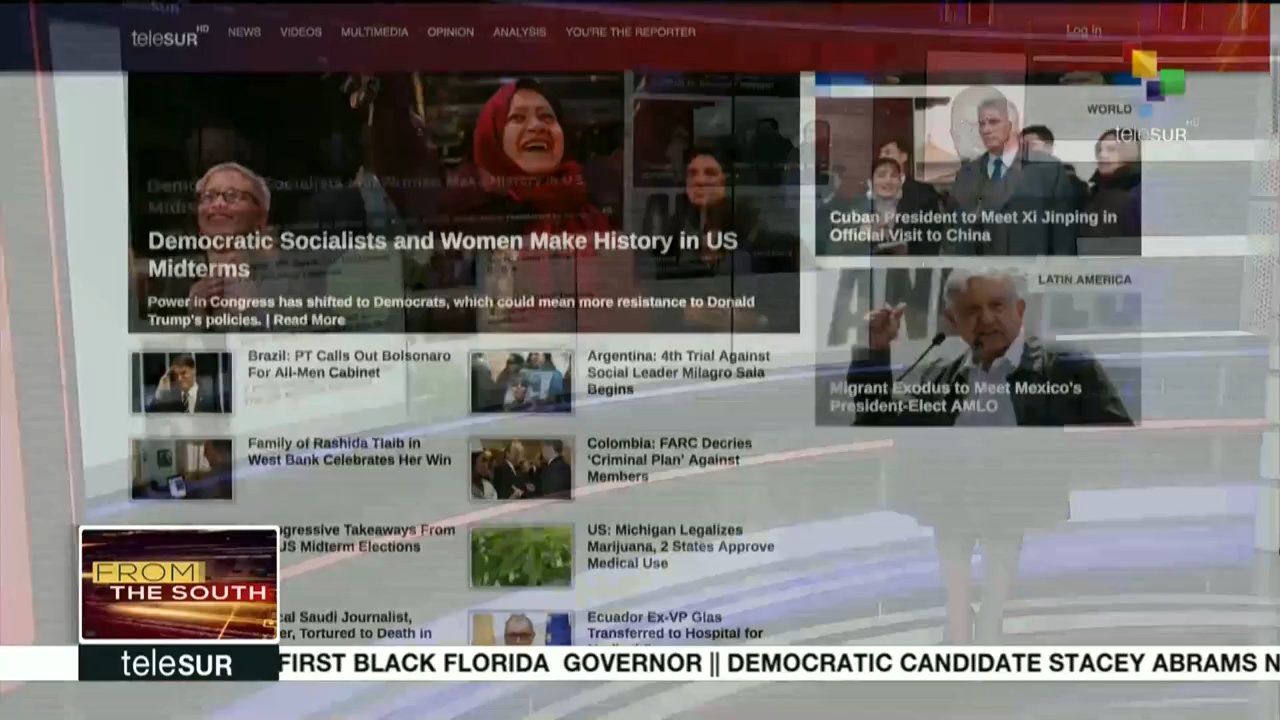 teleSUR HD
NEWS VIDEOS MULTIMEDIA OPINION ANALYSIS YOU'RE THE REPORTER
Log in
Democratic Socialists and Women Make History in US
Midterms
Power in Congress has shifted to Democrats, which could mean more resistance to Donald
Trump's policies. | Read More
WORLD
teleSUR HD
Cuban President to Meet Xi Jinping in
Official Visit to China
LATIN AMERICA
Migrant Exodus to Meet Mexico's
President-Elect AMLO
Brazil: PT Calls Out Bolsonaro
For All-Men Cabinet
Argentina: 4th Trial Against
Social Leader Milagro Sala
Begins
Family of Rashida Tlaib in
West Bank Celebrates Her Win
Colombia: FARC Decries
'Criminal Plan' Against
Members
gressive Takeaways From
US Midterm Elections
US: Michigan Legalizes
Marijuana, 2 States Approve
Medical Use
cal Saudi Journalist,
er, Tortured to Death in
Ecuador Ex-VP Glas
Transferred to Hospital for
FROM
THE SOUTH
teleSUR
FIRST BLACK FLORIDA GOVERNOR || DEMOCRATIC CANDIDATE STACEY ABRAMS N